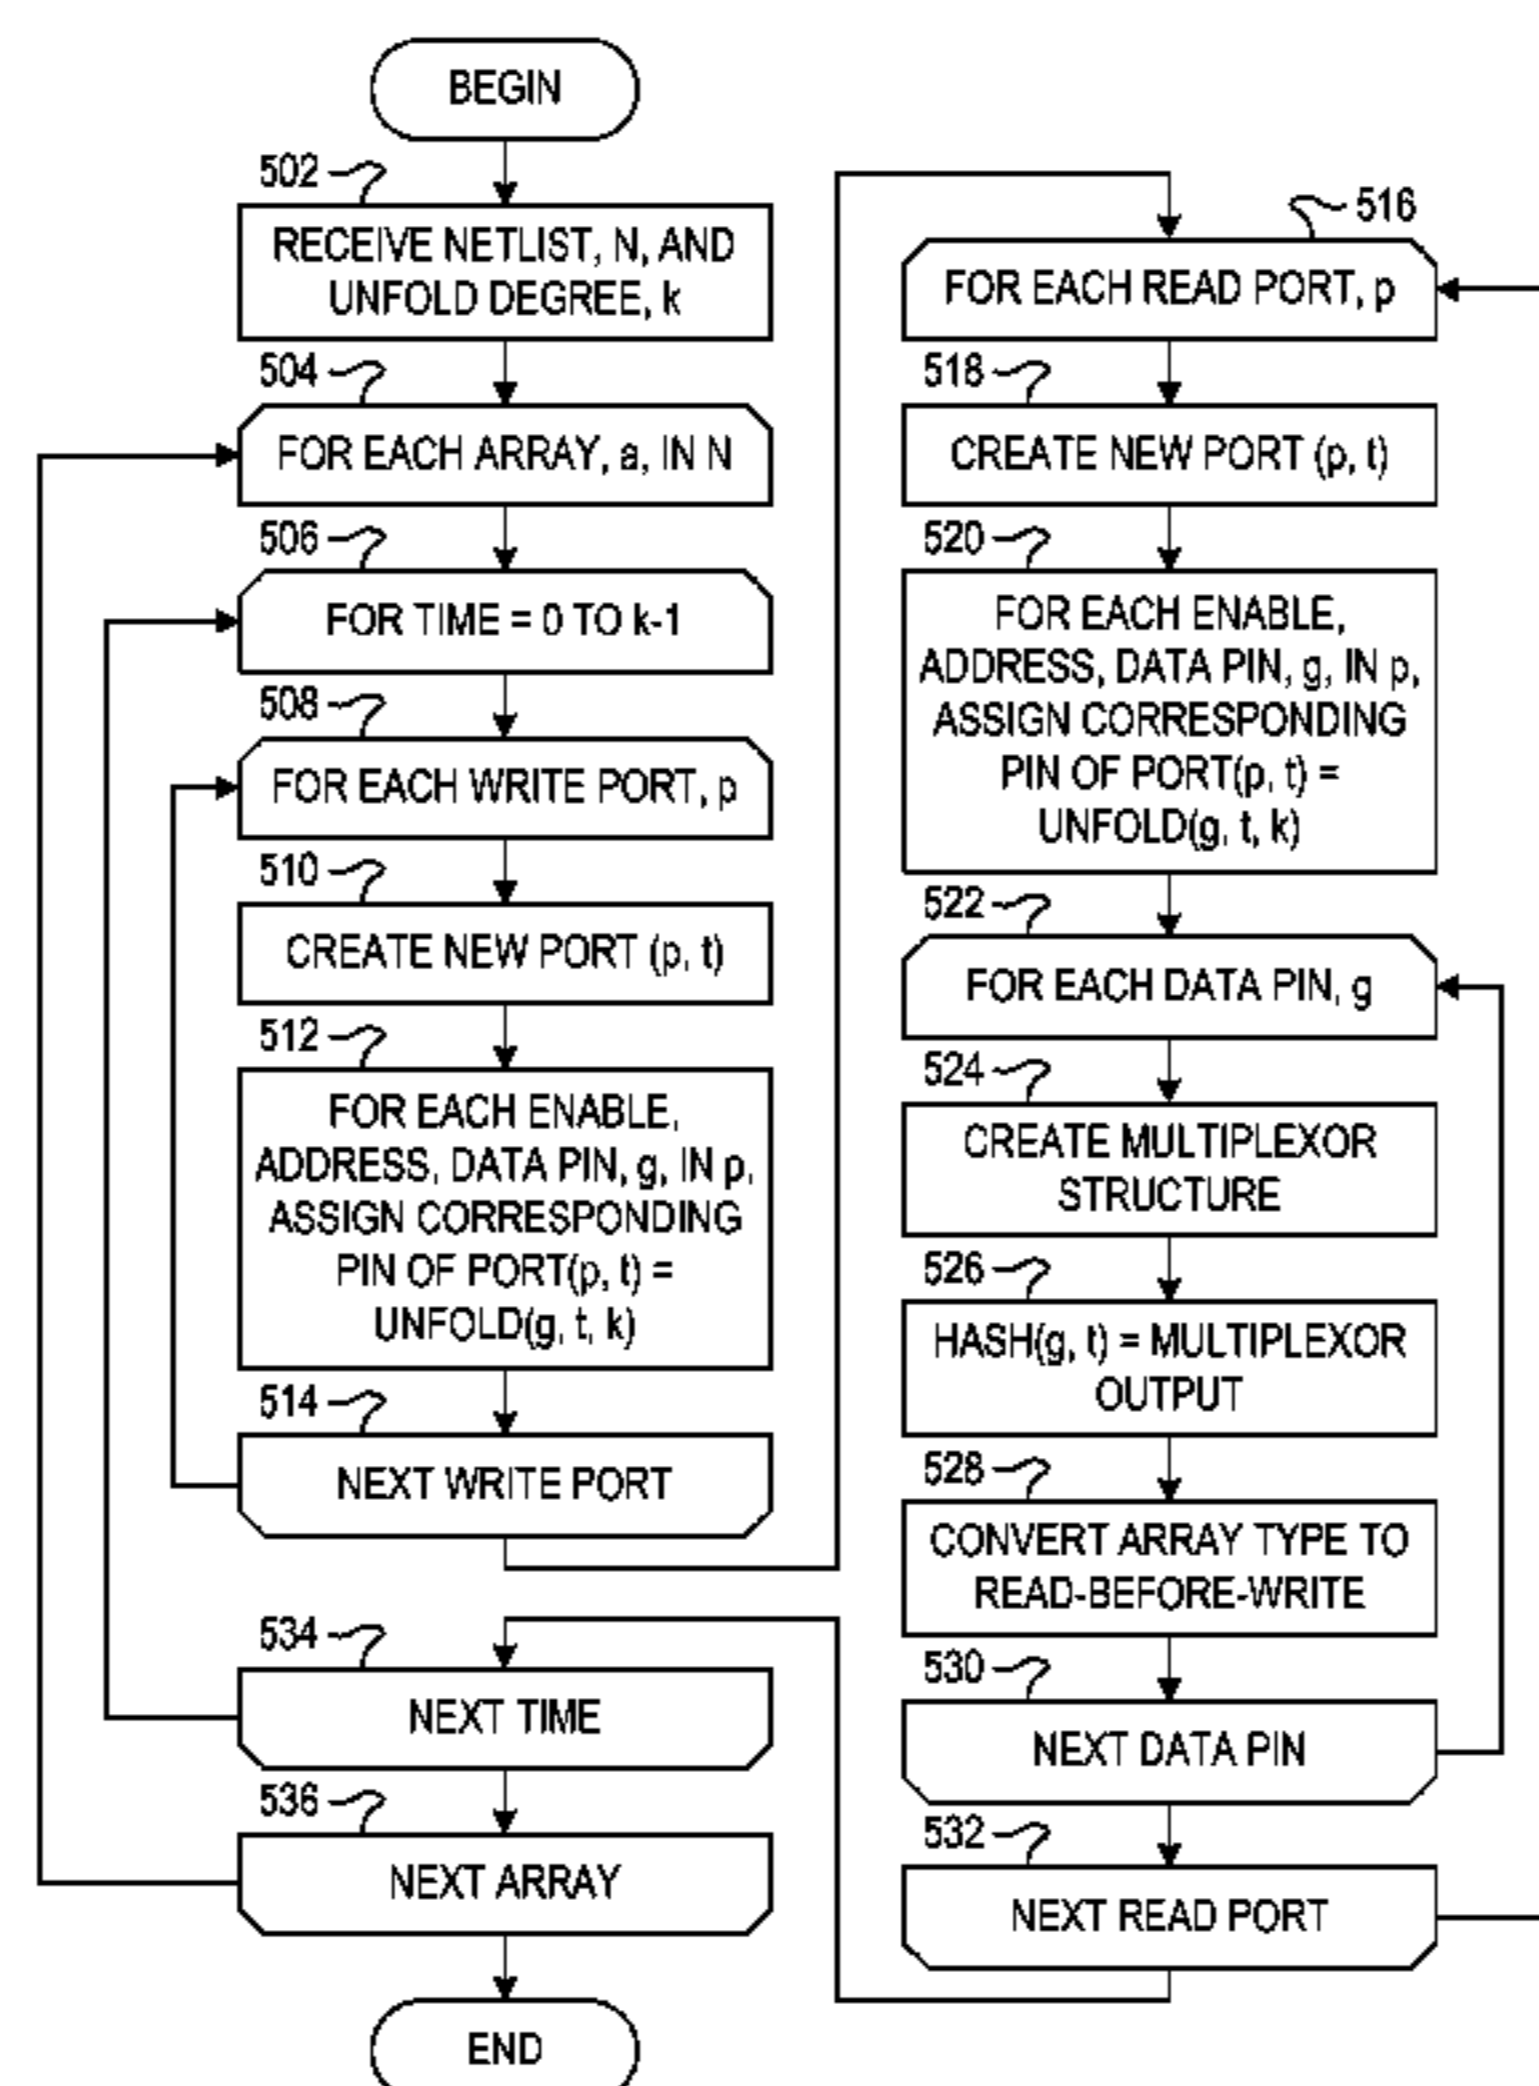 BEGIN
502
RECEIVE NETLIST, N, AND
UNFOLD DEGREE, k
504
FOR EACH ARRAY, a, IN N
506
FOR TIME = 0 TO k-1
508
FOR EACH WRITE PORT, p
510
CREATE NEW PORT (p, t)
512
FOR EACH ENABLE,
ADDRESS, DATA PIN, g, IN p,
ASSIGN CORRESPONDING
PIN OF PORT(p, t) =
UNFOLD(g, t, k)
514
NEXT WRITE PORT
516
FOR EACH READ PORT, p
518
CREATE NEW PORT (p, t)
520
FOR EACH ENABLE,
ADDRESS, DATA PIN, g, IN p,
ASSIGN CORRESPONDING
PIN OF PORT(p, t) =
UNFOLD(g, t, k)
522
FOR EACH DATA PIN, g
524
CREATE MULTIPLEXOR
STRUCTURE
526
HASH(g, t) = MULTIPLEXOR
OUTPUT
528
CONVERT ARRAY TYPE TO
READ-BEFORE-WRITE
530
NEXT DATA PIN
532
NEXT READ PORT
534
NEXT TIME
536
NEXT ARRAY
END